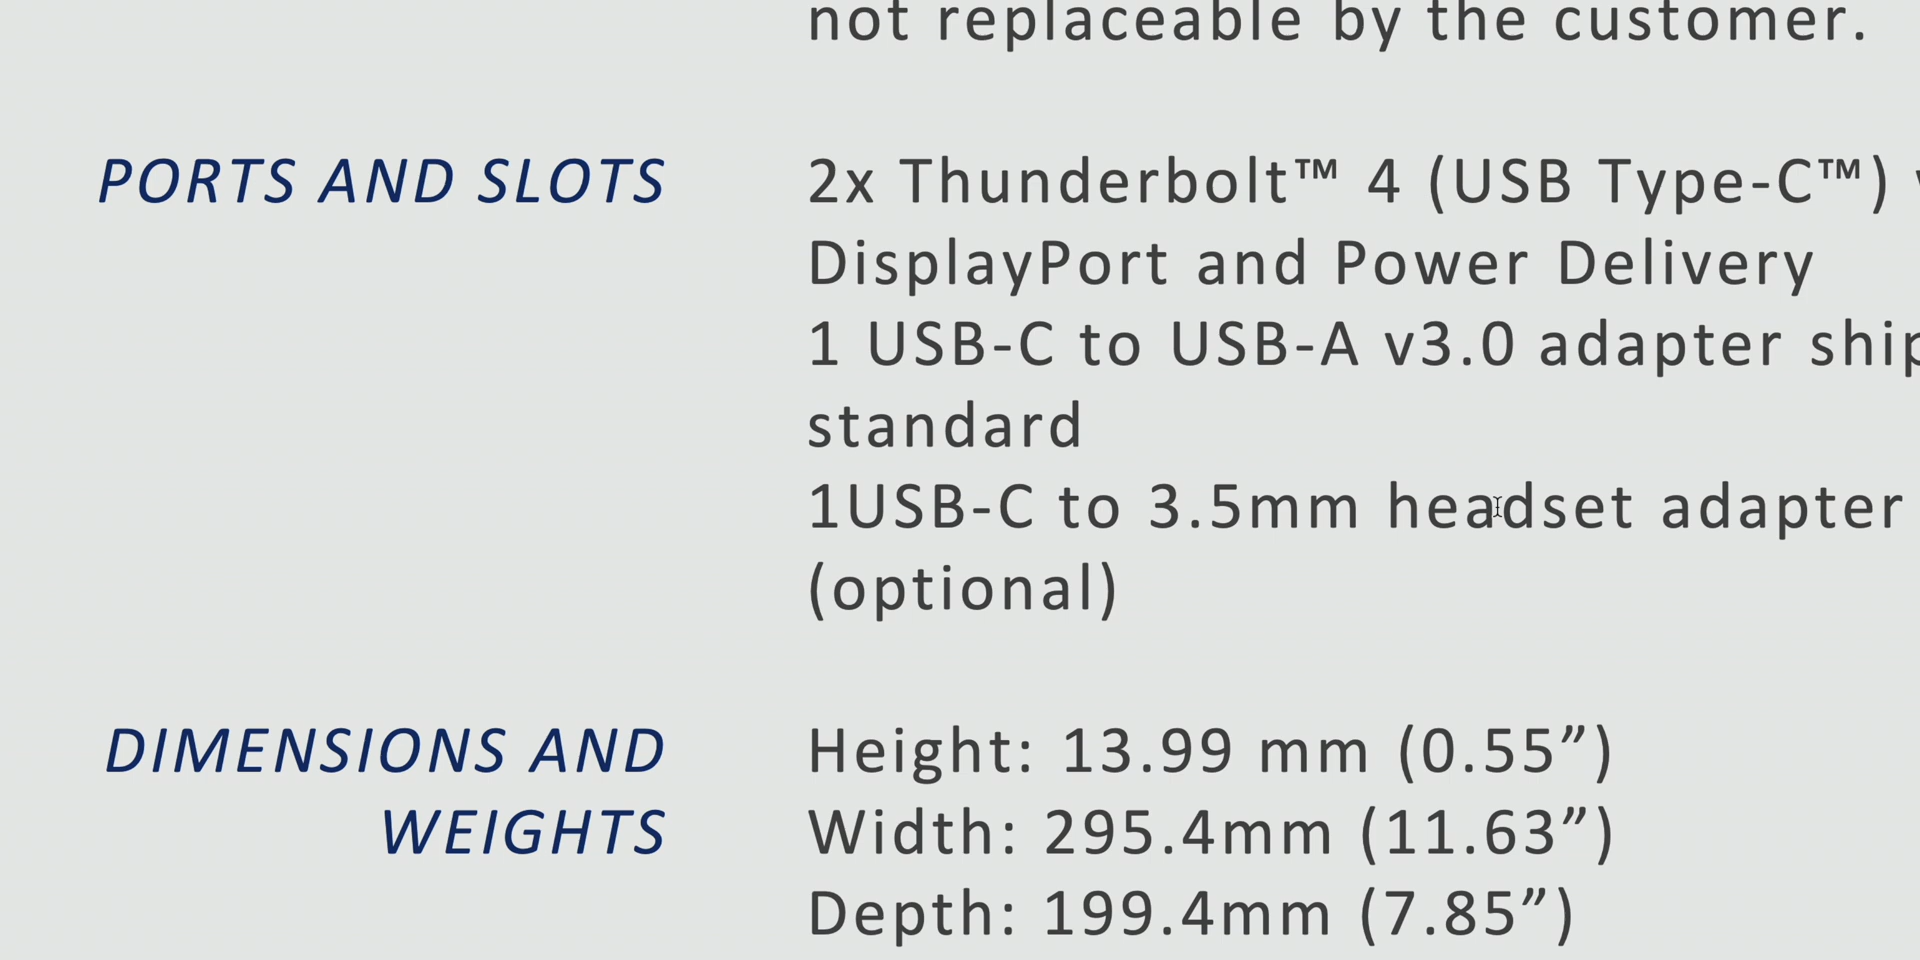 not replaceable by the customer.
PORTS AND SLOTS
2x Thunderbolt™ 4 (USB Type-C™)
DisplayPort and Power Delivery
1 USB-C to USB-A v3.0 adapter
standard
1USB-C to 3.5mm headset adapter
(optional)
DIMENSIONS AND
WEIGHTS
Height: 13.99 mm (0.55”)
Width: 295.4mm (11.63”)
Depth: 199.4mm (7.85”)